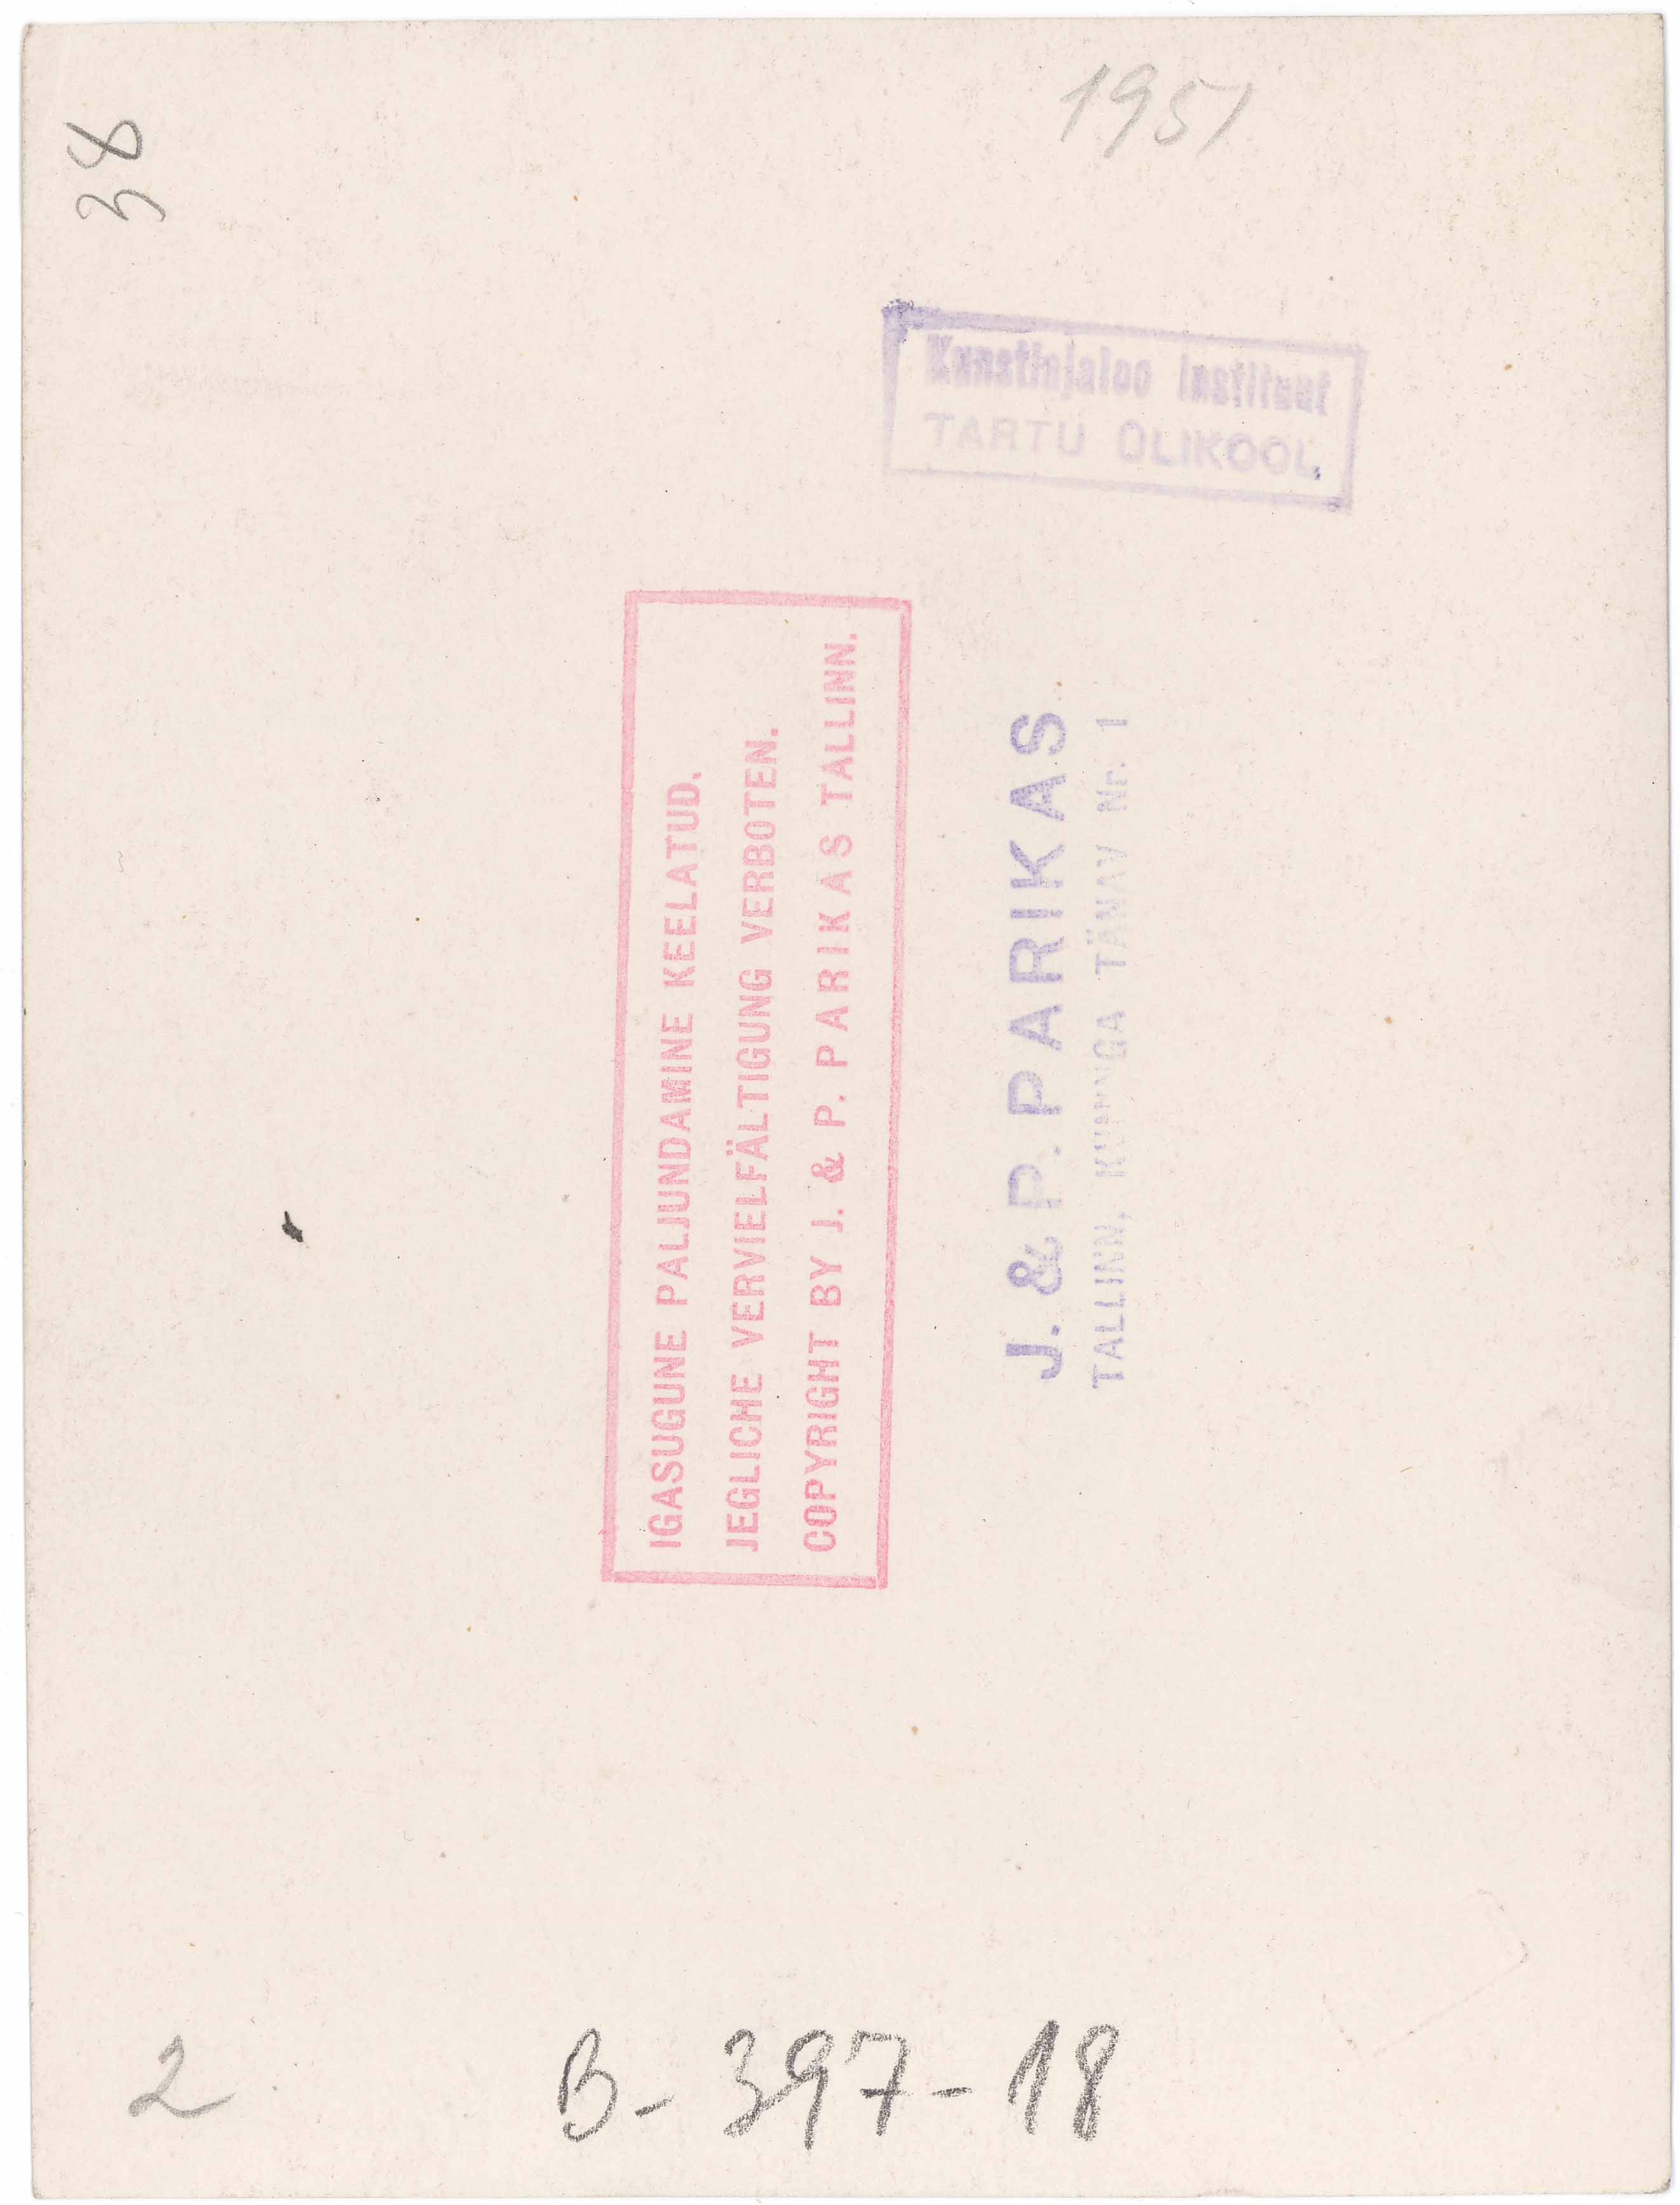 38
1951
Kunstiajaloo Instituut
TARTU ÜLIKOOL
IGASUGUNE PALJUNDAMINE KEELATUD.
JEGLICHE VERVIELFÄLTIGUNG VERBOTEN.
COPYRIGHT BY J. & P. PARIKAS TALLINN.
J. & P. PARIKAS
TALLINN, KUNINGA TÄNAV Nr. 1
2
B-397-18